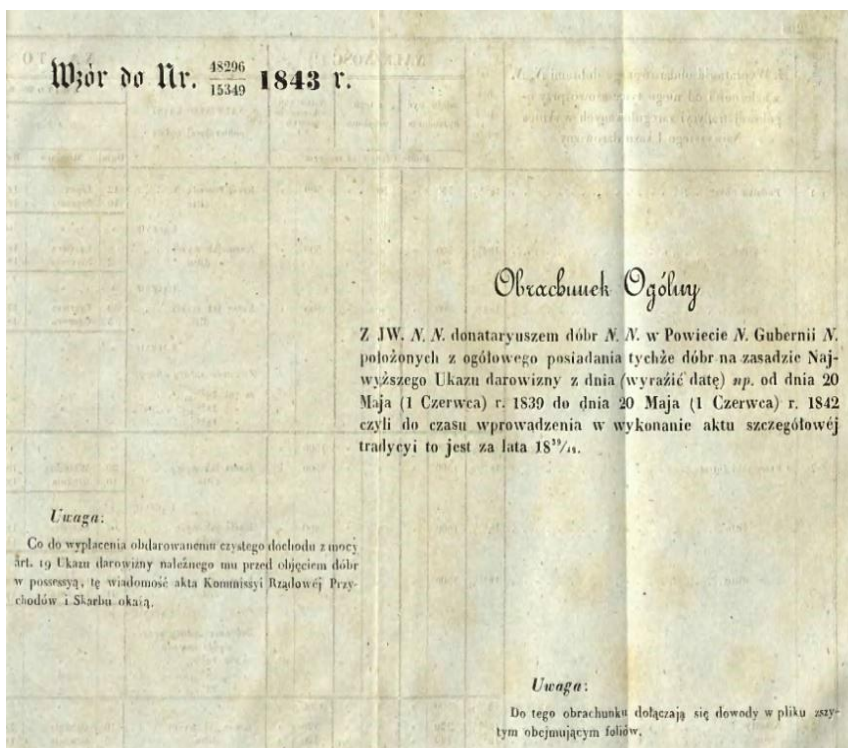 Wzór do Nr. 48296/15349 1843 r.
Obrachunek Ogólny
Z JW. N. N. donataryuszem dóbr N. N. w Powiecie N. Gubernii N.
położonych z ogółowego posiadania tychże dóbr na zasadzie Naj-
wyższego Ukazu darowizny z dnia (wyrazić datę) np. od dnia 20
Maja (1 Czerwca) r. 1839 do dnia 20 Maja (1 Czerwca) r. 1842
czyli do czasu wprowadzenia w wykonanie aktu szczegółowéj
tradycyi to jest za lata
Uwaga:
Co do wypłacenia obdarowanemu czystego dochodu z mocy
art. 19 Ukazu darowizny należnego mu przed objęciem dóbr
w possessyą, tę wiadomość akta Kommissyi Rządowéj Przy-
chodów i Skarbu okażą.
Uwaga:
Do tego obrachunku dołączają się dowody w pliku zszy-
tym obejmującym foliów.